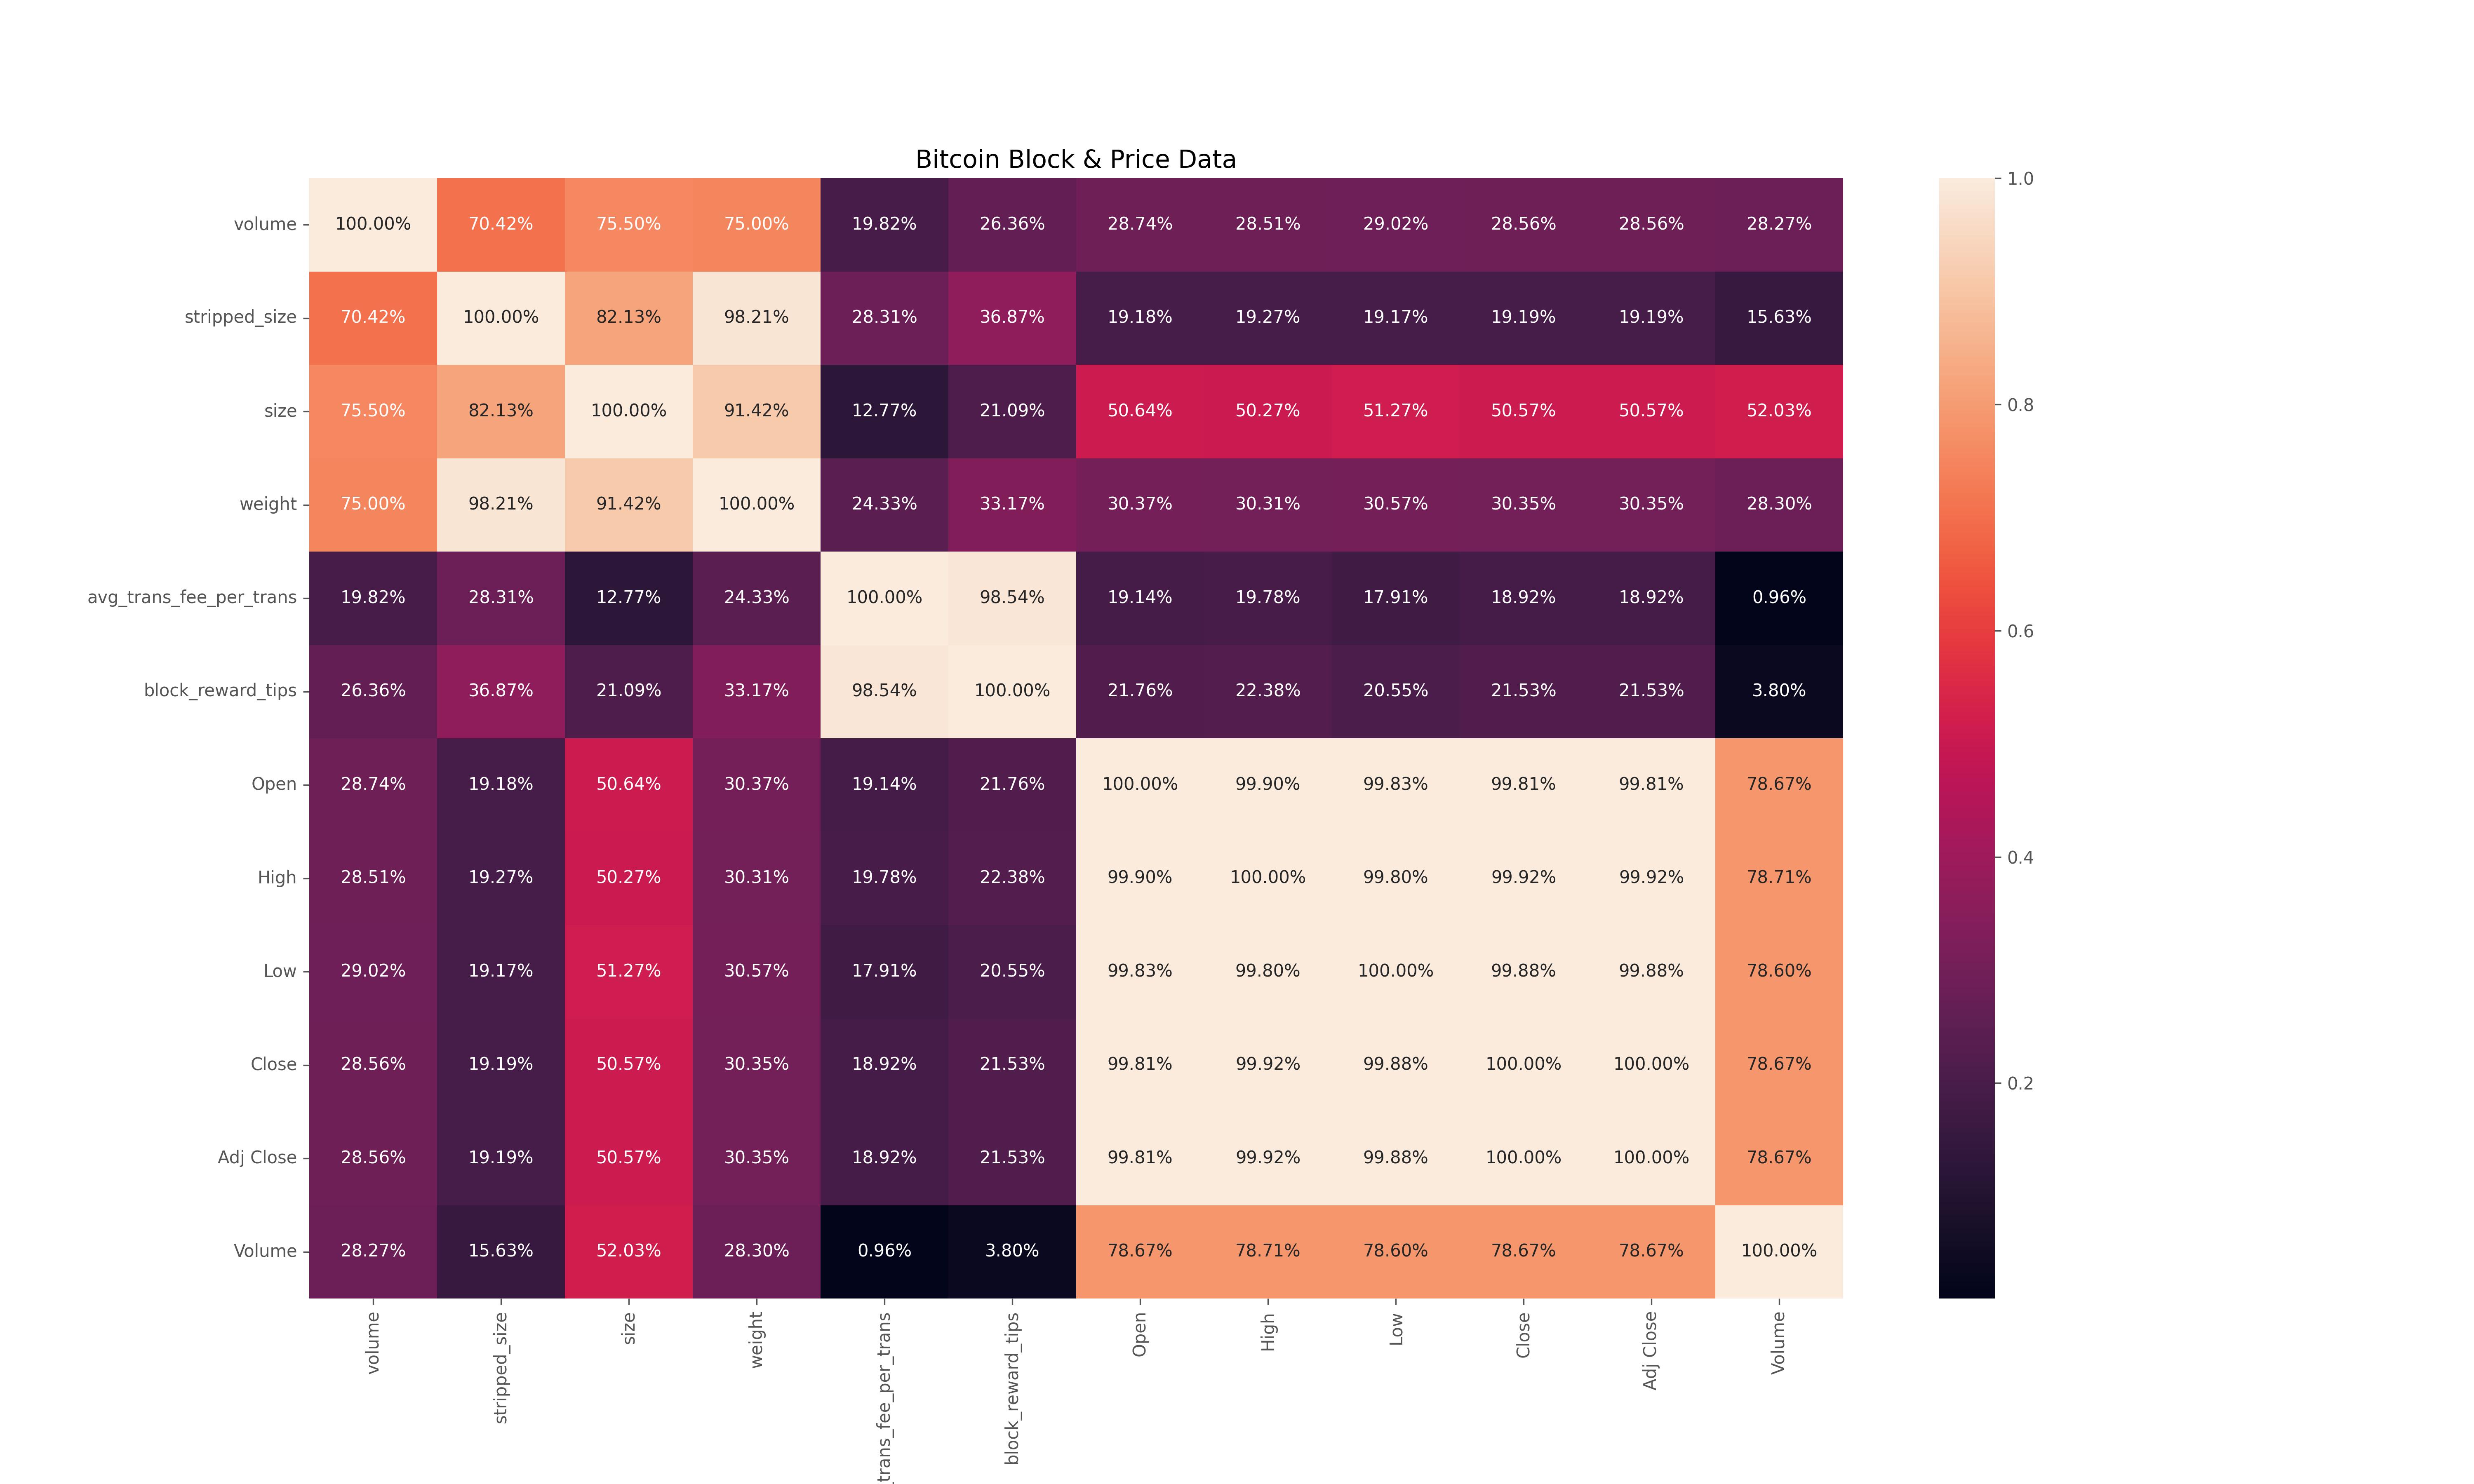 Bitcoin Block & Price Data
volume 100.00% 70.42% 75.50% 75.00% 19.82% 26.36% 28.74% 28.51% 29.02% 28.56% 28.56% 28.27%
stripped_size 70.42% 100.00% 82.13% 98.21% 28.31% 36.87% 19.18% 19.27% 19.17% 19.19% 19.19% 15.63%
size 75.50% 82.13% 100.00% 91.42% 12.77% 21.09% 50.64% 50.27% 51.27% 50.57% 50.57% 52.03%
weight 75.00% 98.21% 91.42% 100.00% 24.33% 33.17% 30.37% 30.31% 30.57% 30.35% 30.35% 28.30%
avg_trans_fee_per_trans 19.82% 28.31% 12.77% 24.33% 100.00% 98.54% 19.14% 19.78% 17.91% 18.92% 18.92% 0.96%
block_reward_tips 26.36% 36.87% 21.09% 33.17% 98.54% 100.00% 21.76% 22.38% 20.55% 21.53% 21.53% 3.80%
Open 28.74% 19.18% 50.64% 30.37% 19.14% 21.76% 100.00% 99.90% 99.83% 99.81% 99.81% 78.67%
High 28.51% 19.27% 50.27% 30.31% 19.78% 22.38% 99.90% 100.00% 99.80% 99.92% 99.92% 78.71%
Low 29.02% 19.17% 51.27% 30.57% 17.91% 20.55% 99.83% 99.80% 100.00% 99.88% 99.88% 78.60%
Close 28.56% 19.19% 50.57% 30.35% 18.92% 21.53% 99.81% 99.92% 99.88% 100.00% 100.00% 78.67%
Adj Close 28.56% 19.19% 50.57% 30.35% 18.92% 21.53% 99.81% 99.92% 99.88% 100.00% 100.00% 78.67%
Volume 28.27% 15.63% 52.03% 28.30% 0.96% 3.80% 78.67% 78.71% 78.60% 78.67% 78.67% 100.00%
volume
stripped_size
size
weight
_trans_fee_per_trans
block_reward_tips
Open
High
Low
Close
Adj Close
Volume
1.0
0.8
0.6
0.4
0.2